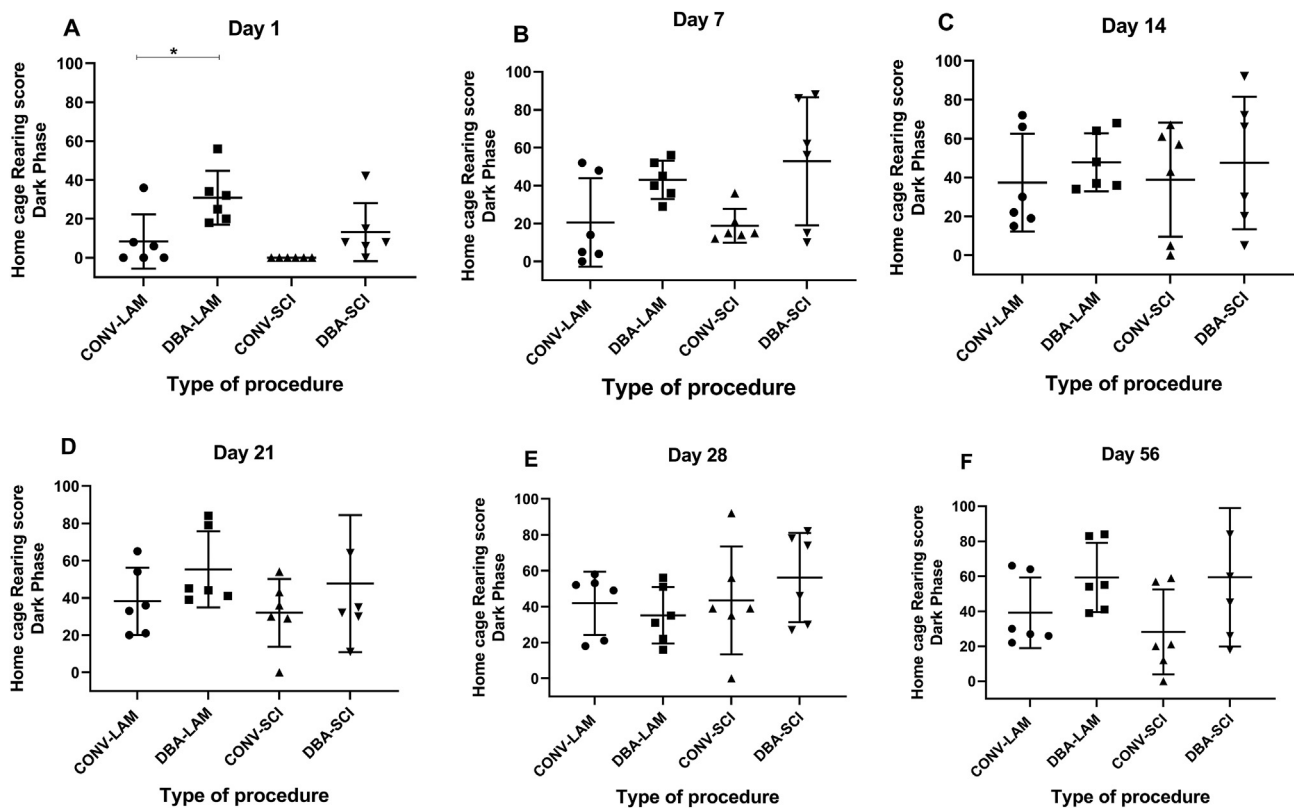 A
Day 1
*
Home cage Rearing score
Dark Phase
100
80
60
40
20
0
CONV-LAM
DBA-LAM
CONV-SCI
DBA-SCI
Type of procedure
B
Day 7
Home cage Rearing score
Dark Phase
100
80
60
40
20
0
CONV-LAM
DBA-LAM
CONV-SCI
DBA-SCI
Type of procedure
C
Day 14
Home cage Rearing score
Dark Phase
100
80
60
40
20
0
CONV-LAM
DBA-LAM
CONV-SCI
DBA-SCI
Type of procedure
D
Day 21
Home cage Rearing score
Dark Phase
100
80
60
40
20
0
CONV-LAM
DBA-LAM
CONV-SCI
DBA-SCI
Type of procedure
E
Day 28
Home cage Rearing score
Dark Phase
100
80
60
40
20
0
CONV-LAM
DBA-LAM
CONV-SCI
DBA-SCI
Type of procedure
F
Day 56
Home cage Rearing score
Dark Phase
100
80
60
40
20
0
CONV-LAM
DBA-LAM
CONV-SCI
DBA-SCI
Type of procedure